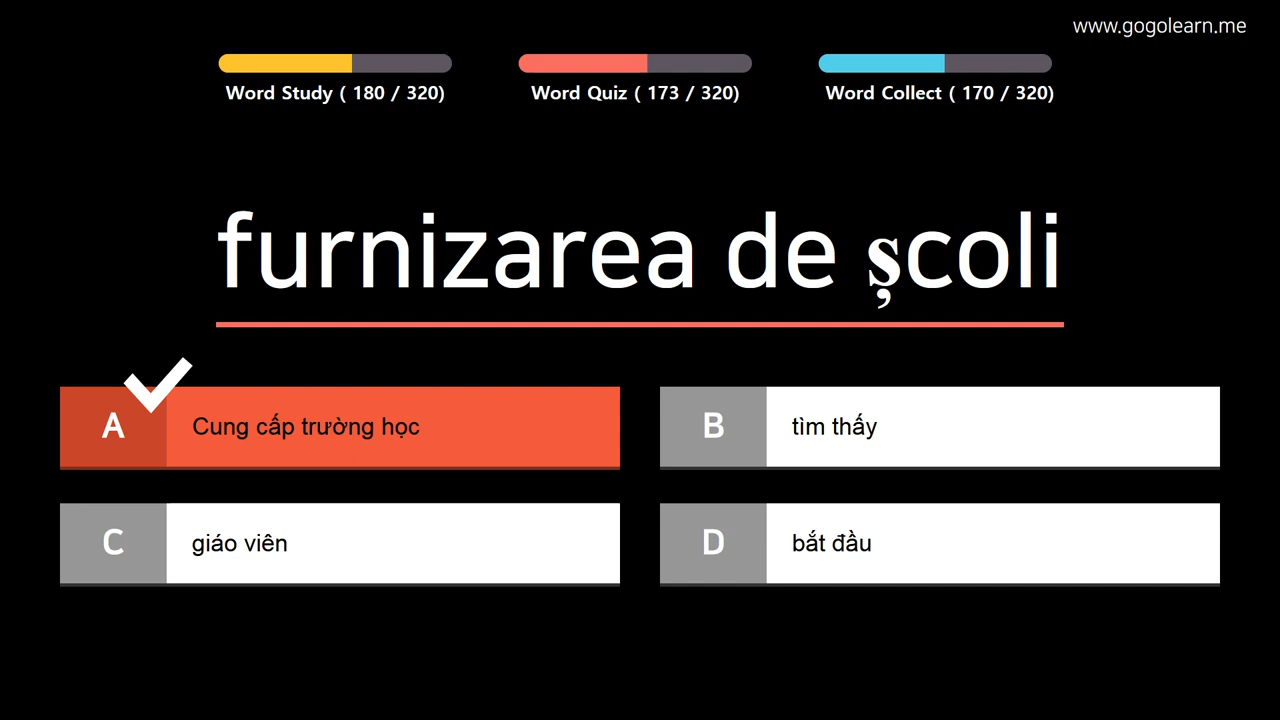 www.gogolearn.me
Word Study ( 180 / 320)
Word Quiz ( 173 / 320)
Word Collect ( 170 / 320)
furnizarea de școli
A Cung cấp trường học
B tìm thấy
C giáo viên
D bắt đầu